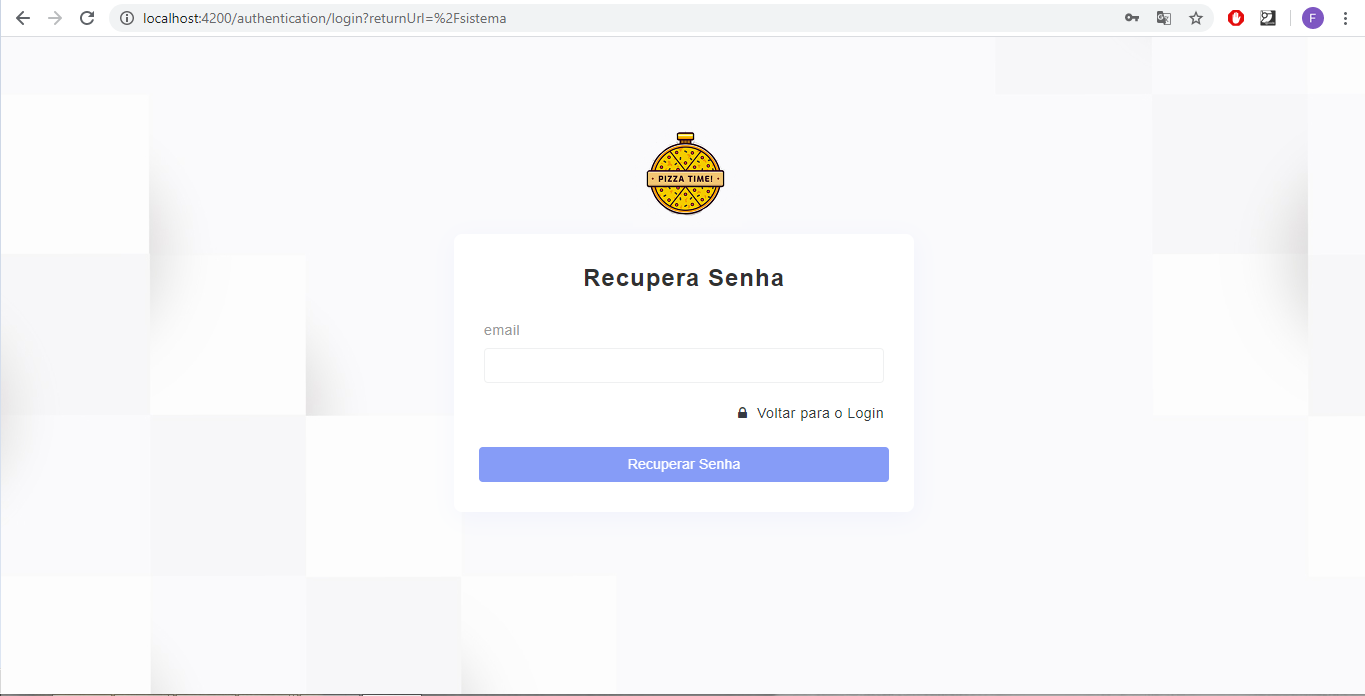 localhost:4200/authentication/login?returnUrl=%2Fsistema
F
PIZZA TIME!
Recupera Senha
email
Voltar para o Login
Recuperar Senha